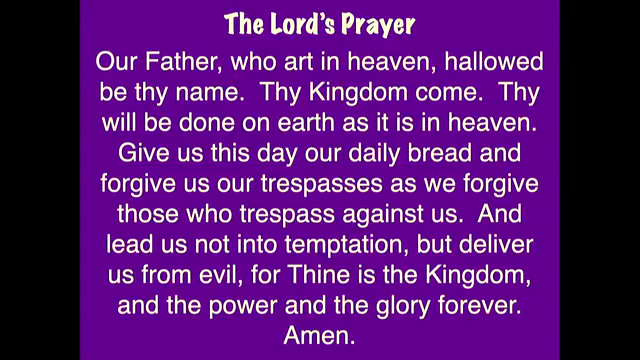 The Lord's Prayer
Our Father, who art in heaven, hallowed
be thy name.  Thy Kingdom come.  Thy
will be done on earth as it is in heaven.
Give us this day our daily bread and
forgive us our trespasses as we forgive
those who trespass against us.  And
lead us not into temptation, but deliver
us from evil, for Thine is the Kingdom,
and the power and the glory forever.
Amen.